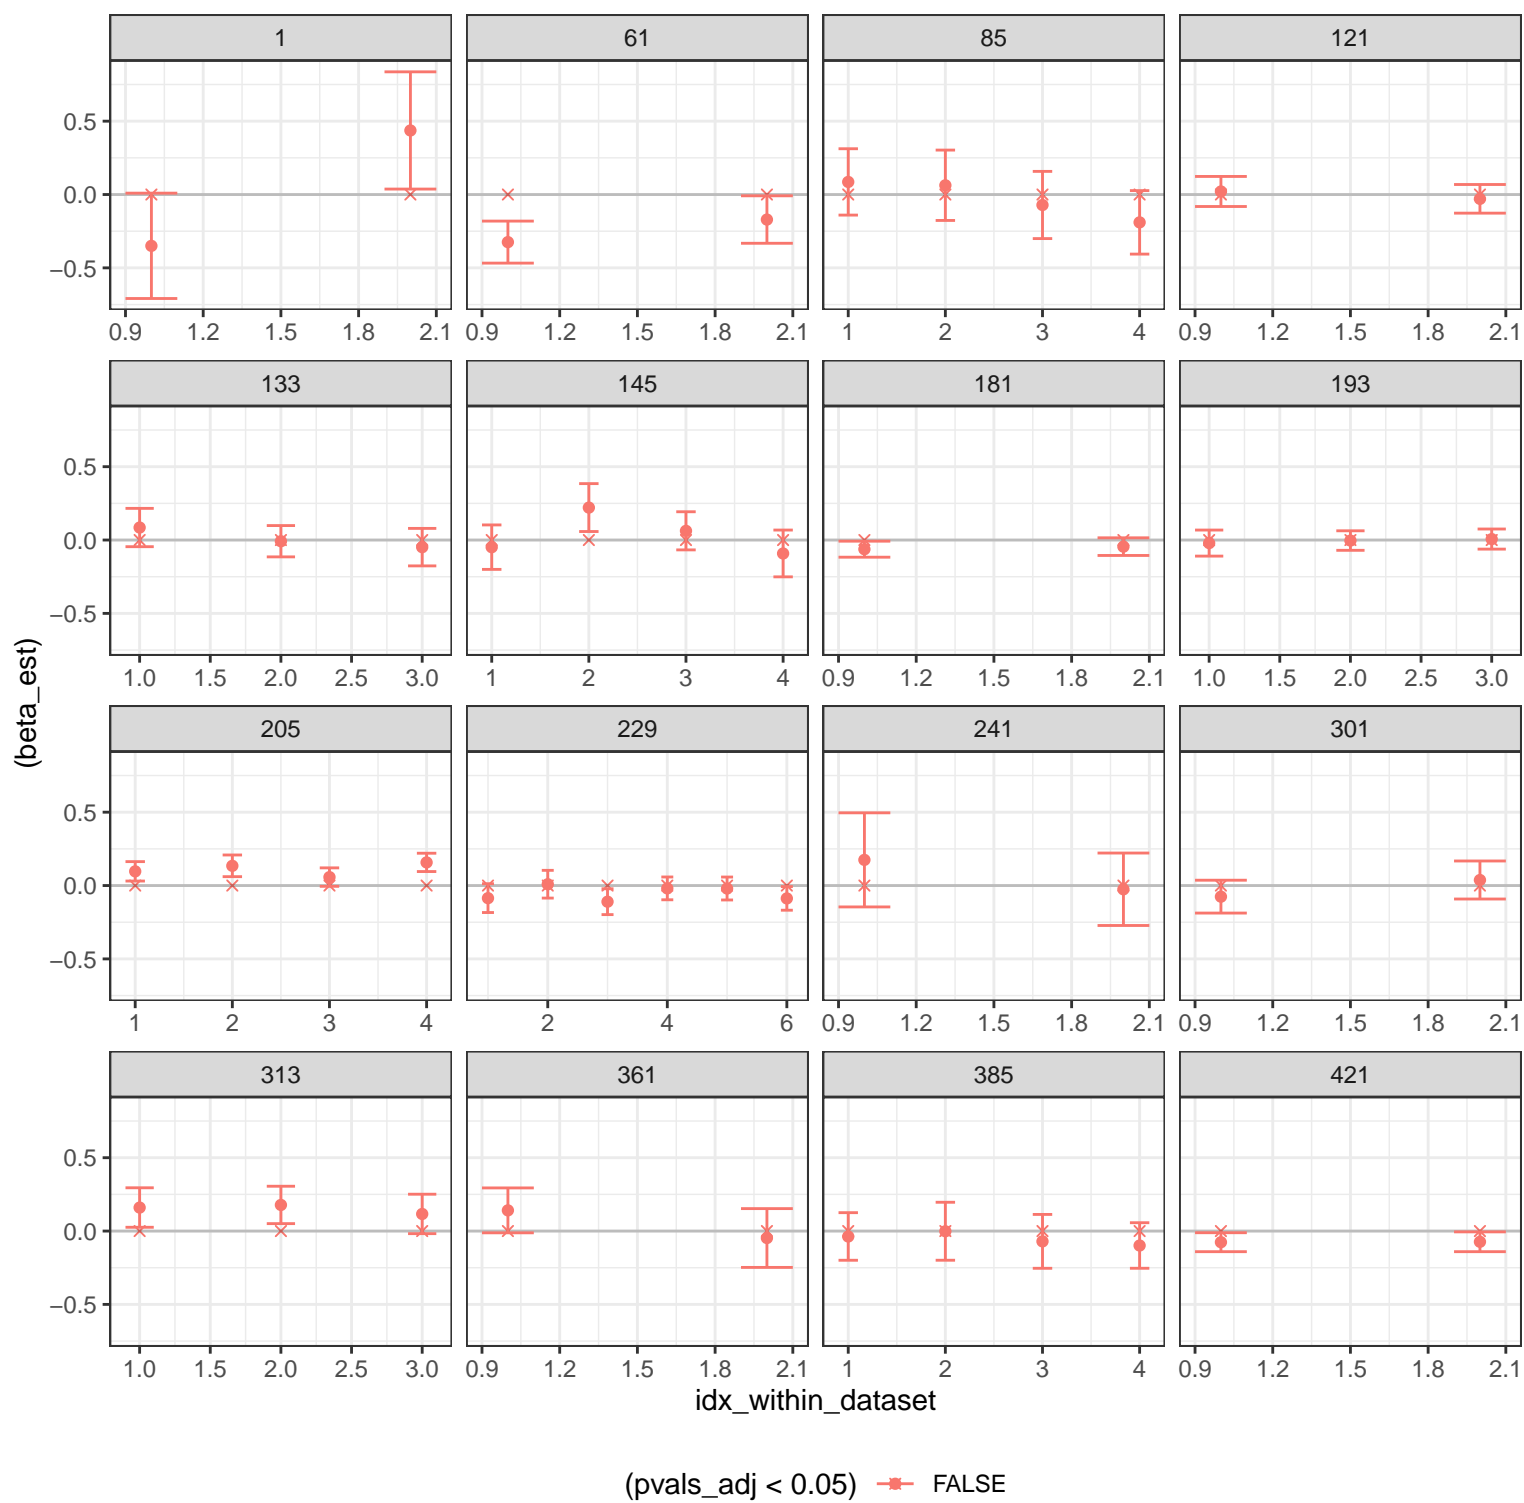 1 61 85 121
0.5
0.0
−0.5
0.9 1.2 1.5 1.8 2.1 0.9 1.2 1.5 1.8 2.1 1 2 3 4 0.9 1.2 1.5 1.8 2.1
133 145 181 193
0.5
0.0
−0.5
1.0 1.5 2.0 2.5 3.0 1 2 3 4 0.9 1.2 1.5 1.8 2.1 1.0 1.5 2.0 2.5 3.0
(beta_est)
205 229 241 301
0.5
0.0
−0.5
1 2 3 4 2 4 6 0.9 1.2 1.5 1.8 2.1 0.9 1.2 1.5 1.8 2.1
313 361 385 421
0.5
0.0
−0.5
1.0 1.5 2.0 2.5 3.0 0.9 1.2 1.5 1.8 2.1 1 2 3 4 0.9 1.2 1.5 1.8 2.1
idx_within_dataset
(pvals_adj < 0.05) FALSE